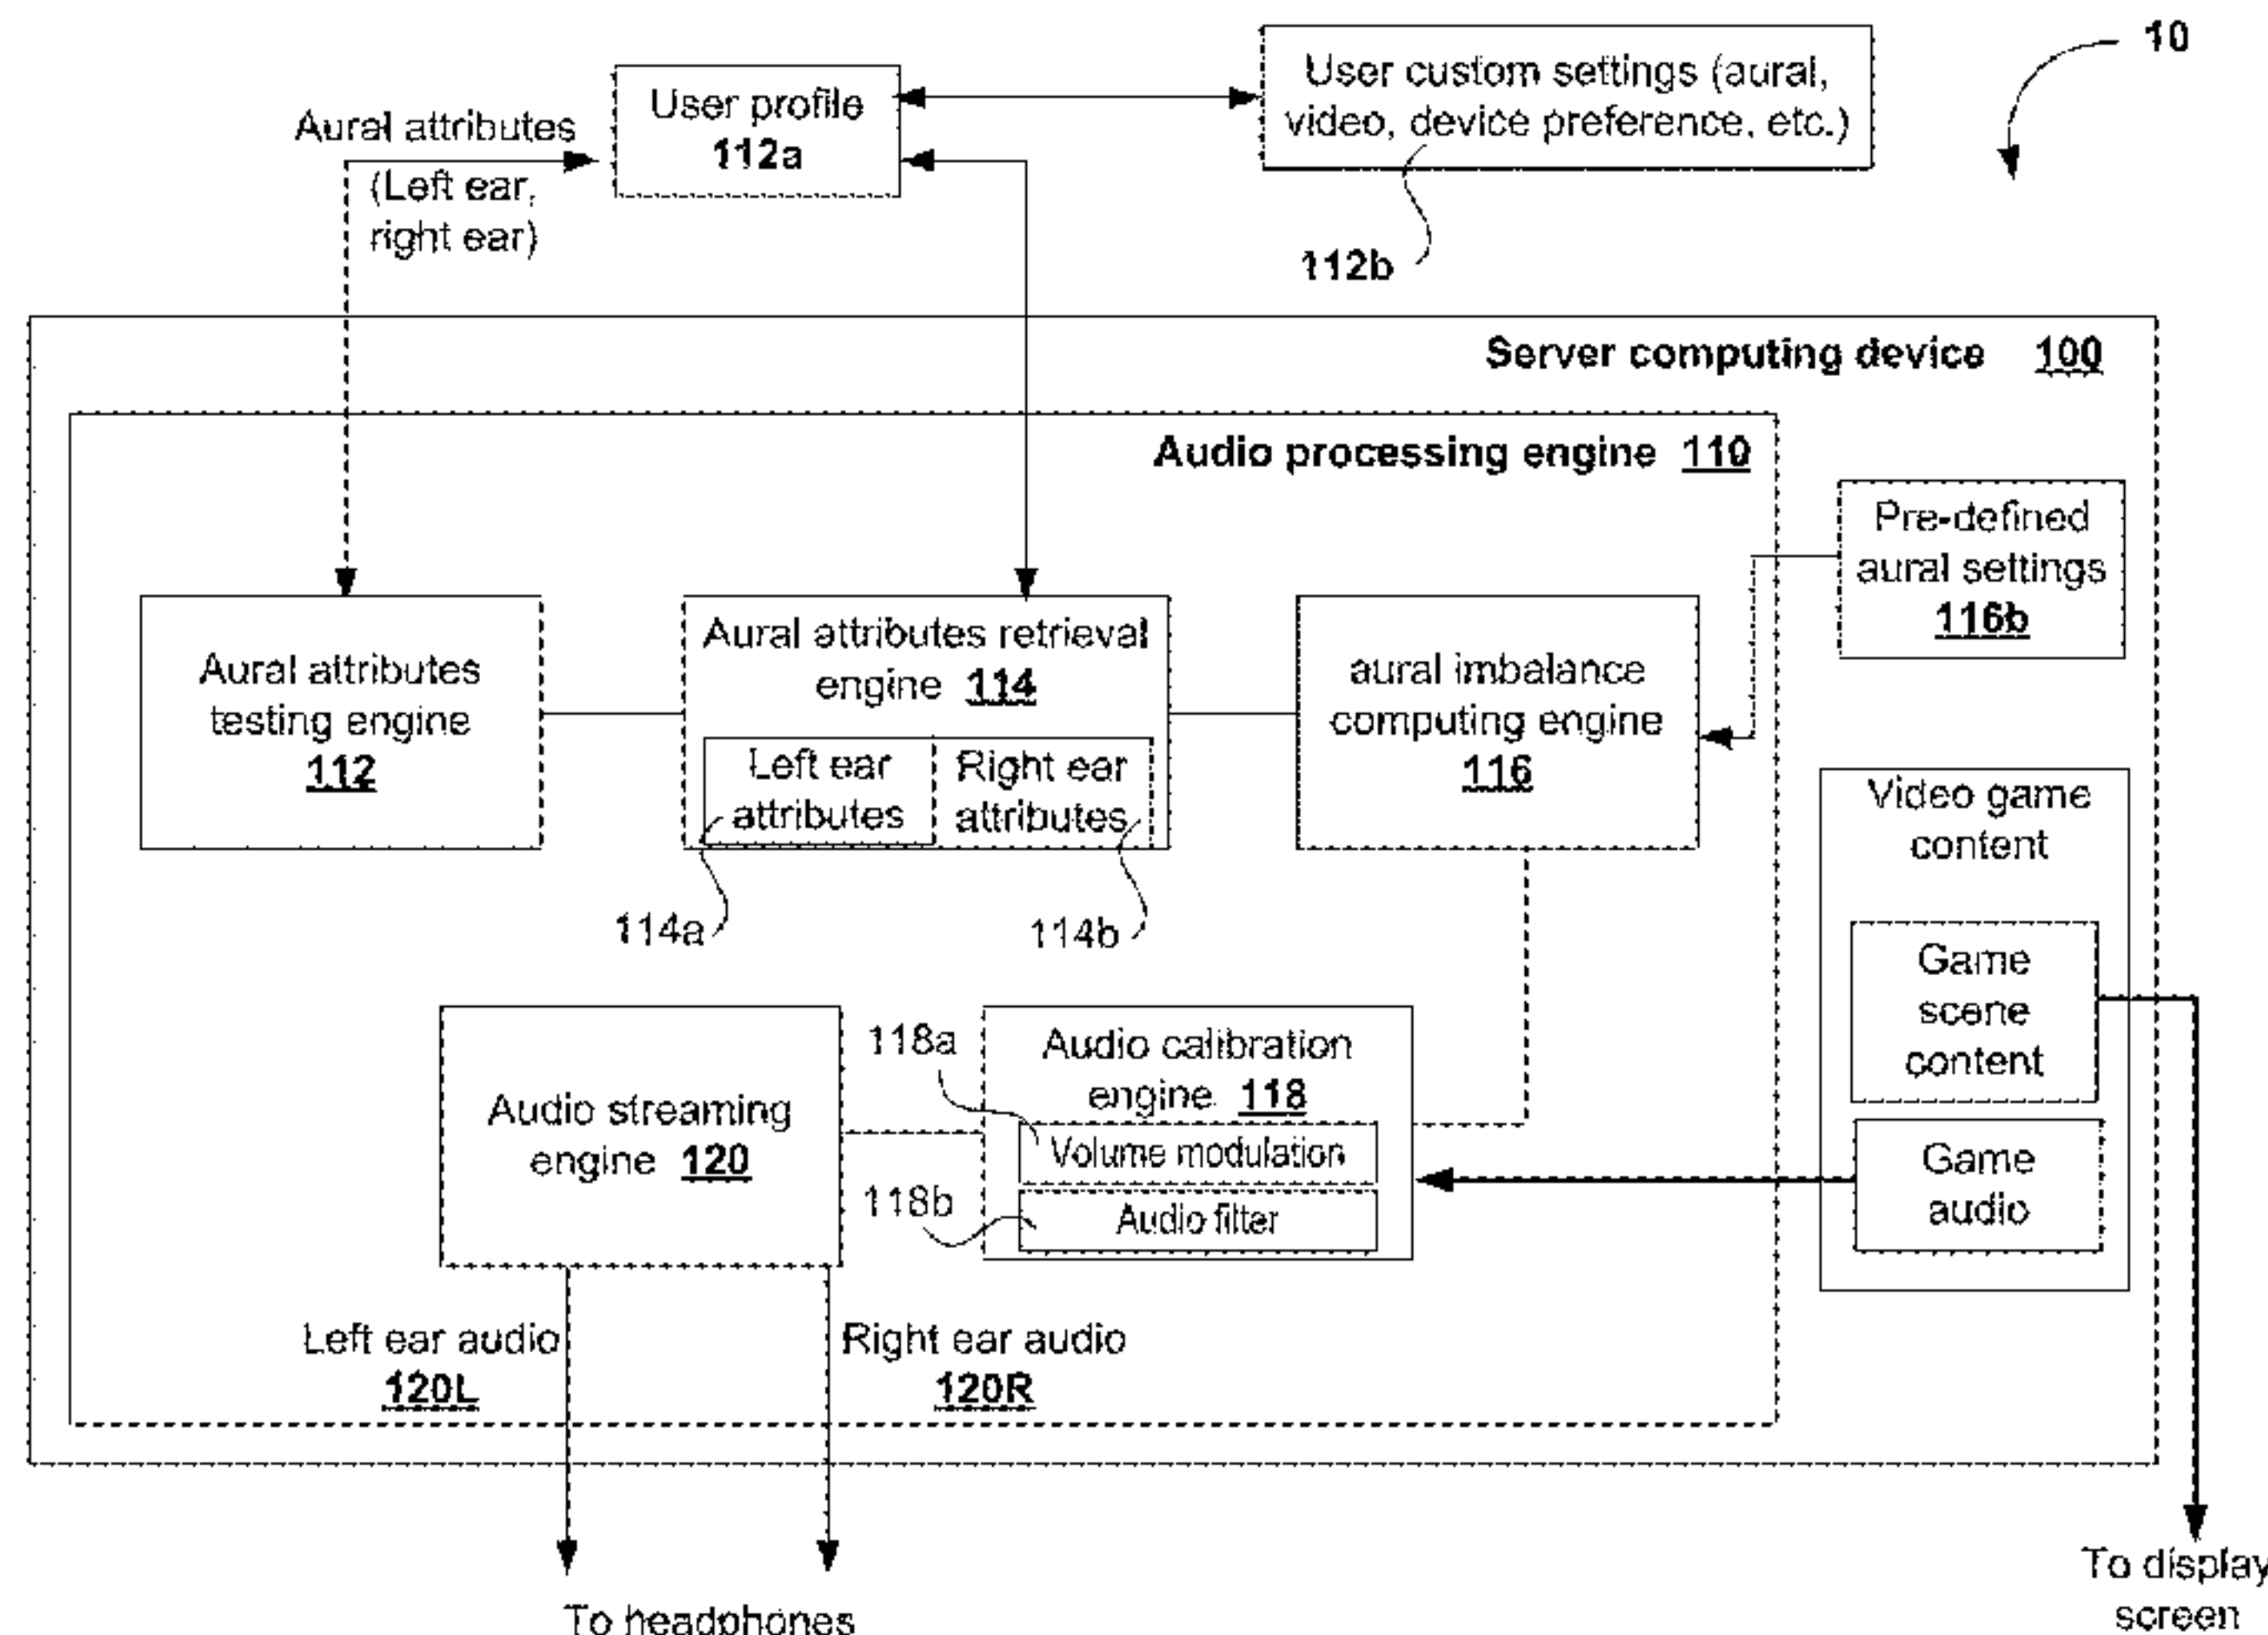 10
User custom settings (aural,
video, device preference, etc.)
112b
User profile
112a
Aural attributes
(Left ear,
right ear)
Server computing device 100
Audio processing engine 110
Pre-defined
aural settings
116b
Aural attributes
testing engine
112
Aural attributes retrieval
engine 114
Left ear
attributes
Right ear
attributes
114a
114b
aural imbalance
computing engine
116
Video game
content
Game
scene
content
Game
audio
Audio streaming
engine 120
118a
118b
Audio calibration
engine 118
Volume modulation
Audio filter
Left ear audio
120L
Right ear audio
120R
To headphones
To display
screen